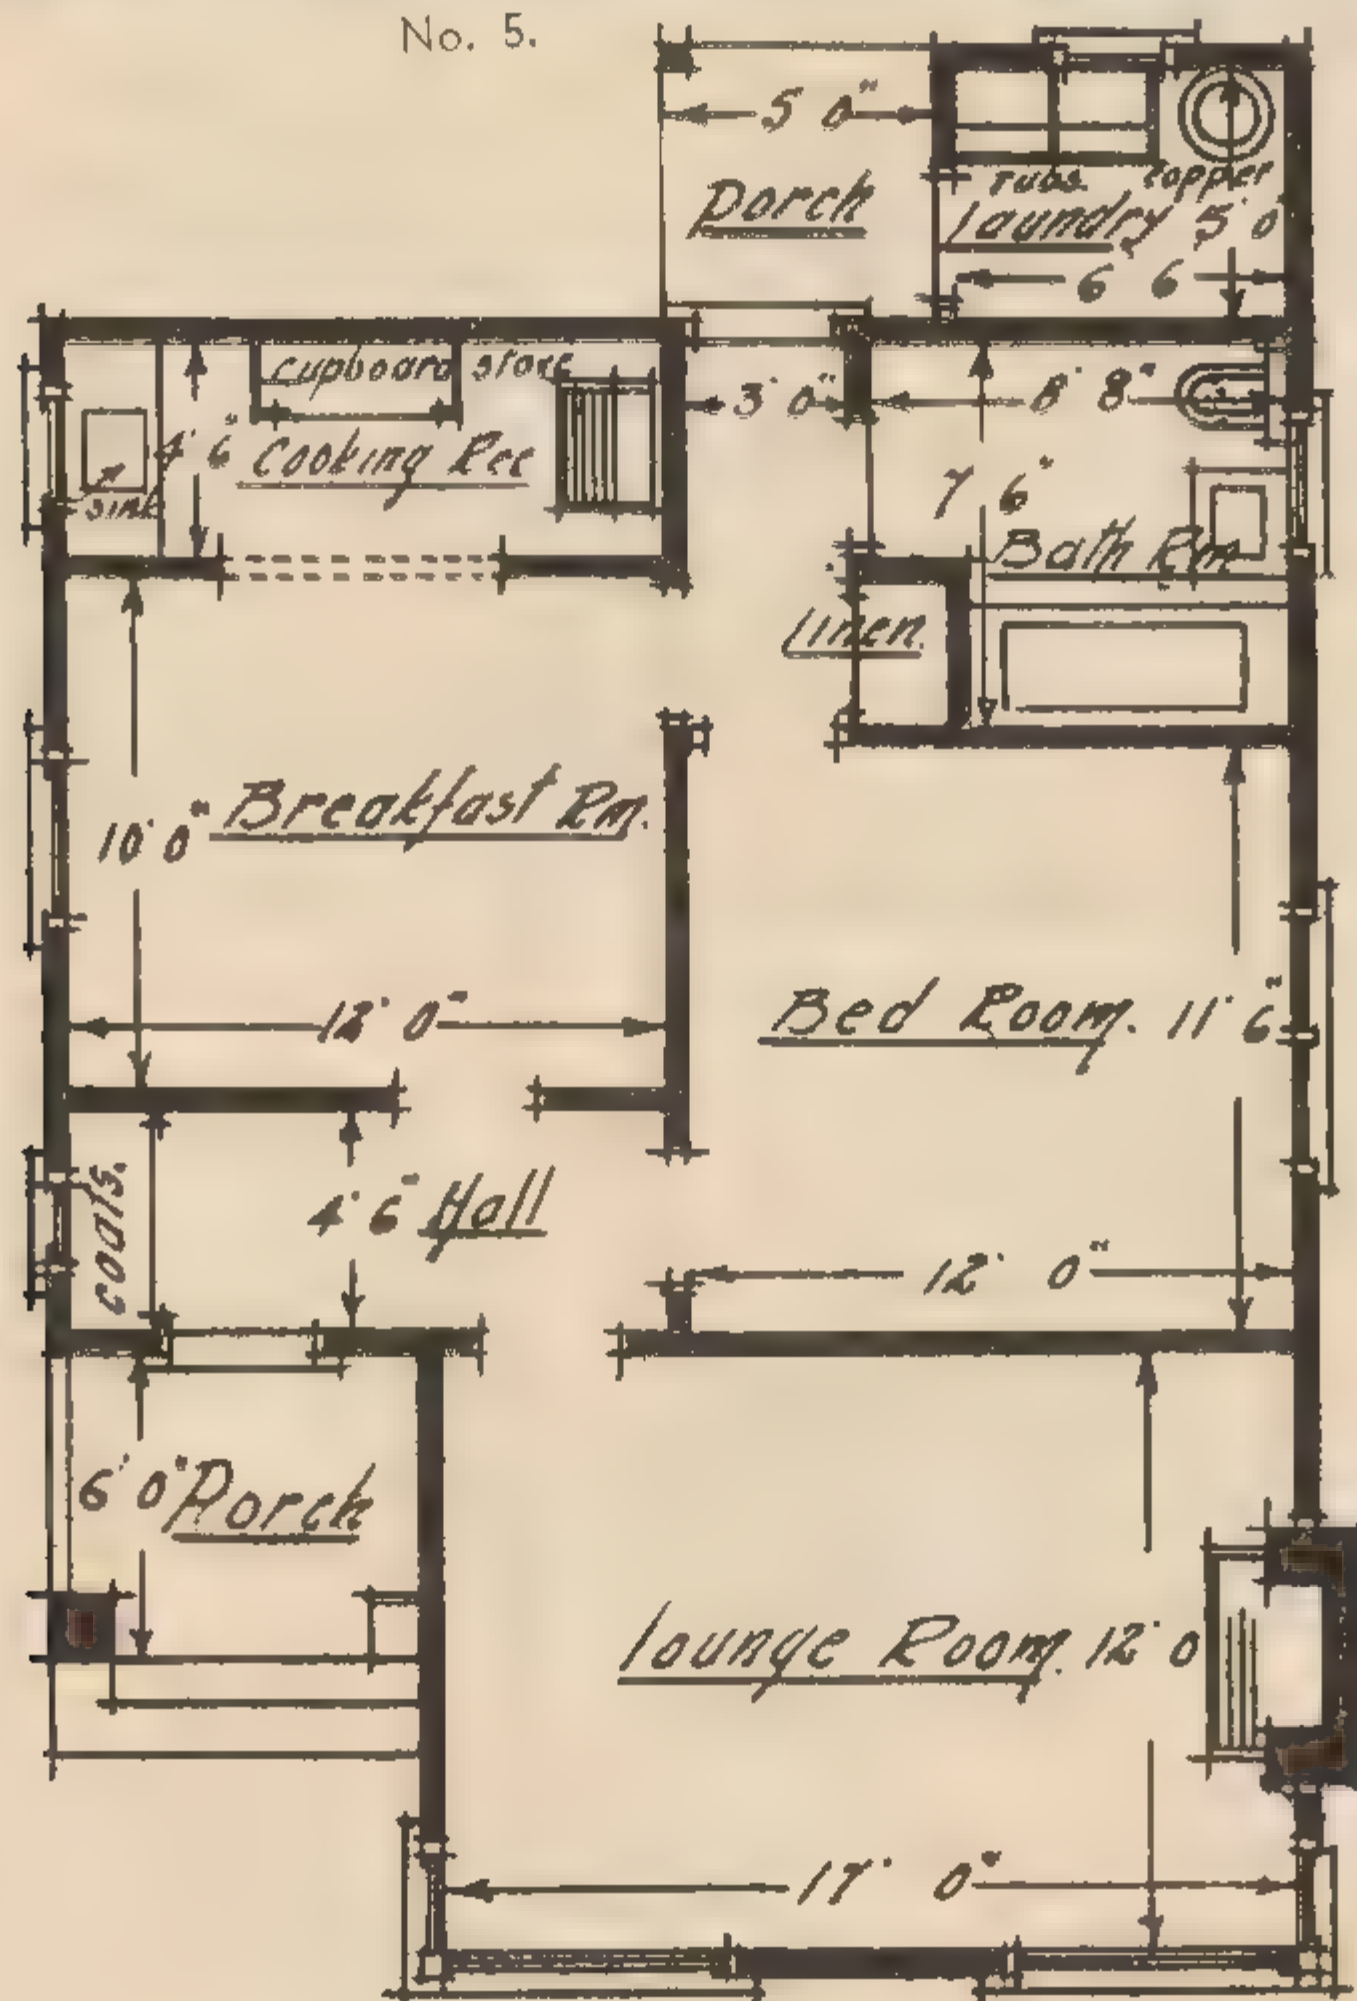 No. 5.
5' 0"
Porch
Tubs. Copper
Laundry 5' 0
6' 6
Cupboard Stove
3' 0"
8' 8"
4' 6" Cooking Rec
Sink
7' 6"
Bath Rm
Linen.
Breakfast Rm.
10' 0"
12' 0"
Bed Room. 11' 6"
Coats.
4' 6" Hall
12' 0"
6' 0" Porch
Lounge Room. 12' 0
17' 0"